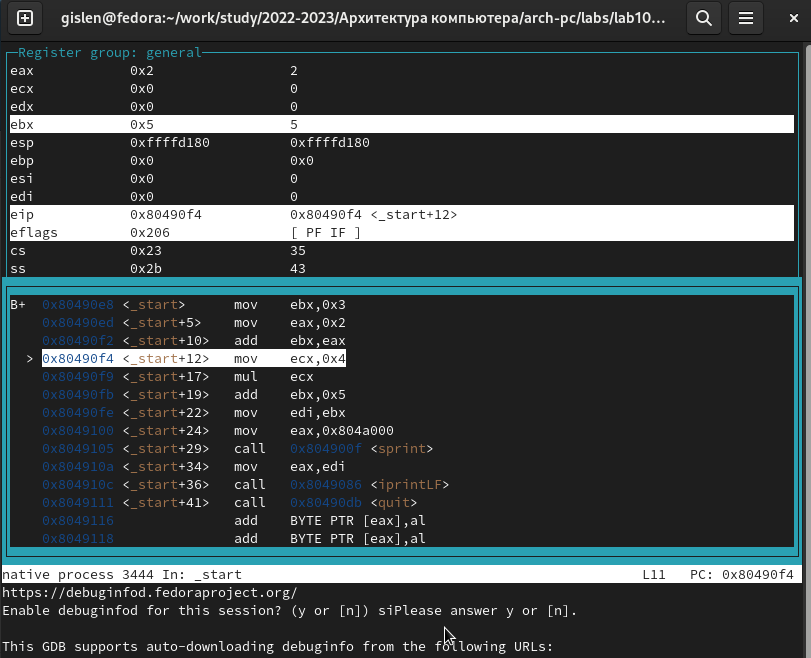 gislen@fedora:~/work/study/2022-2023/Архитектура компьютера/arch-pc/labs/lab10...
Register group: general
eax 0x2 2
ecx 0x0 0
edx 0x0 0
ebx 0x5 5
esp 0xffffd180 0xffffd180
ebp 0x0 0x0
esi 0x0 0
edi 0x0 0
eip 0x80490f4 0x80490f4 <_start+12>
eflags 0x206 [ PF IF ]
cs 0x23 35
ss 0x2b 43
B+ 0x80490e8 <_start> mov ebx,0x3
0x80490ed <_start+5> mov eax,0x2
0x80490f2 <_start+10> add ebx,eax
> 0x80490f4 <_start+12> mov ecx,0x4
0x80490f9 <_start+17> mul ecx
0x80490fb <_start+19> add ebx,0x5
0x80490fe <_start+22> mov edi,ebx
0x8049100 <_start+24> mov eax,0x804a000
0x8049105 <_start+29> call 0x804900f <sprint>
0x804910a <_start+34> mov eax,edi
0x804910c <_start+36> call 0x8049086 <iprintLF>
0x8049111 <_start+41> call 0x80490db <quit>
0x8049116 add BYTE PTR [eax],al
0x8049118 add BYTE PTR [eax],al
native process 3444 In: _start L11 PC: 0x80490f4
https://debuginfod.fedoraproject.org/
Enable debuginfod for this session? (y or [n]) siPlease answer y or [n].
This GDB supports auto-downloading debuginfo from the following URLs: